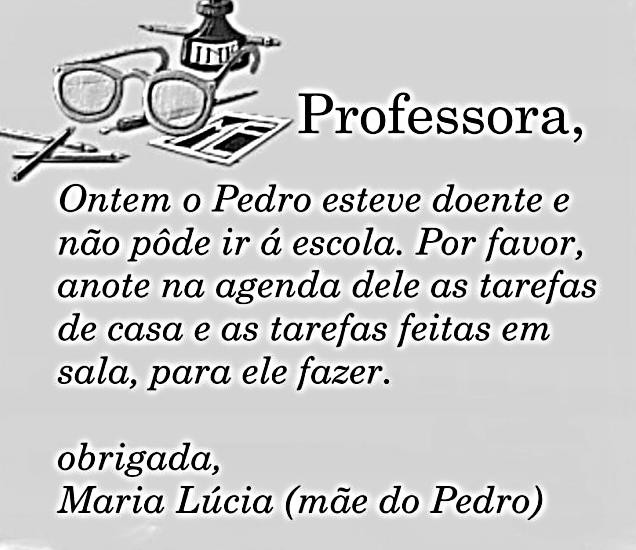 INK
Professora,
Ontem o Pedro esteve doente e
não pôde ir á escola. Por favor,
anote na agenda dele as tarefas
de casa e as tarefas feitas em
sala, para ele fazer.
obrigada,
Maria Lúcia (mãe do Pedro)